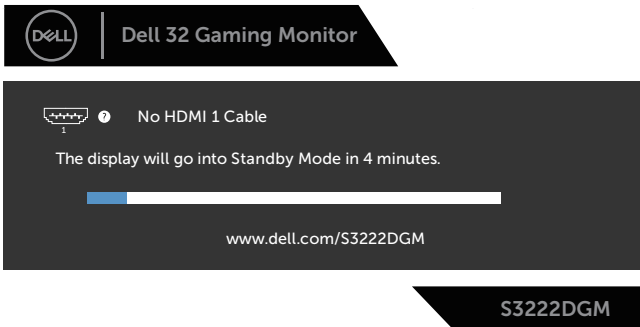 DELL
Dell 32 Gaming Monitor
? No HDMI 1 Cable
1
The display will go into Standby Mode in 4 minutes.
www.dell.com/S3222DGM
S3222DGM